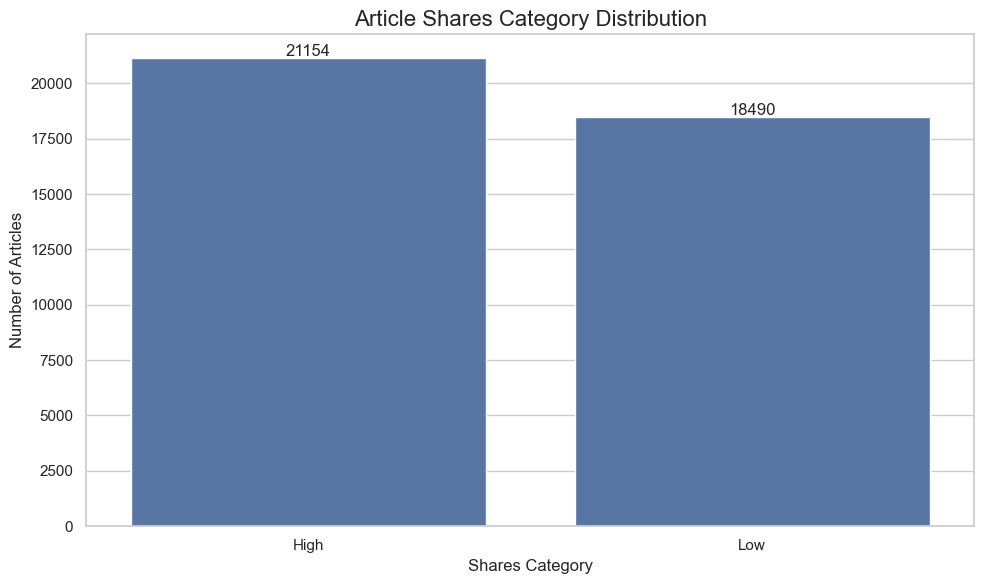 Article Shares Category Distribution
21154
18490
Number of Articles
20000
17500
15000
12500
10000
7500
5000
2500
0
High
Low
Shares Category